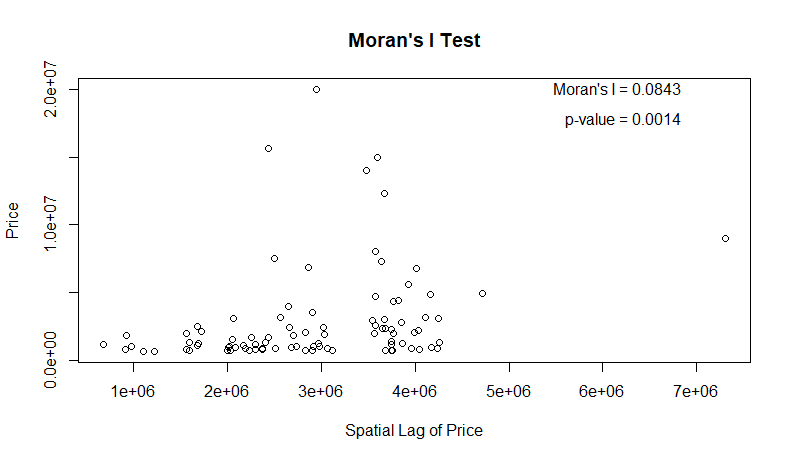 Moran's I Test
Moran's I = 0.0843
p-value = 0.0014
Price
2.0e+07
1.0e+07
0.0e+00
1e+06 2e+06 3e+06 4e+06 5e+06 6e+06 7e+06
Spatial Lag of Price